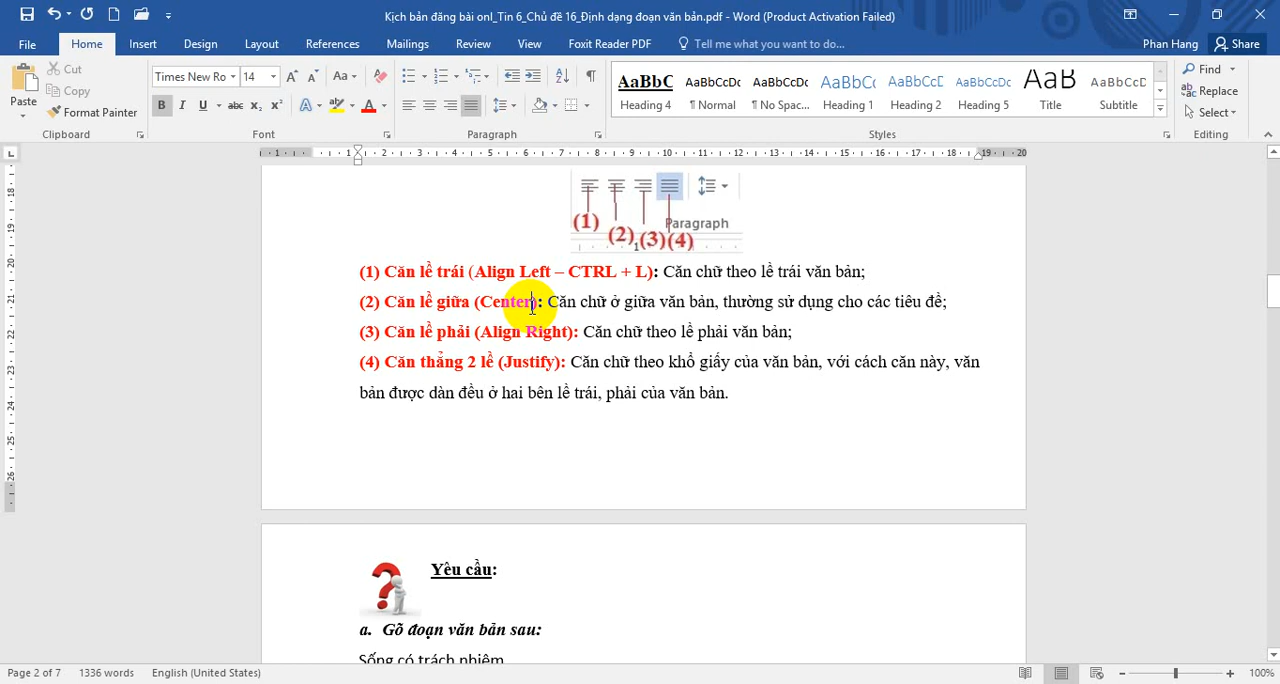 Kịch bản đăng bài onl_Tin 6_Chủ đề 16_Định dạng đoạn văn bản.pdf - Word (Product Activation Failed)
File Home Insert Design Layout References Mailings Review View Foxit Reader PDF Tell me what you want to do... Phan Hang Share
Cut
Copy
Paste
Format Painter
Times New Ro 14
AaBbC AaBbCcDc AaBbCcDc AaBbC AaBbCcD AaBbCcDc AaB AaBbCcD
Heading 4 ¶ Normal ¶ No Spac... Heading 1 Heading 2 Heading 5 Title Subtitle
Find
Replace
Select
Clipboard Font Paragraph Styles Editing
Paragraph
(1) (2) (3) (4)
(1) Căn lề trái (Align Left – CTRL + L): Căn chữ theo lề trái văn bản;
(2) Căn lề giữa (Center): Căn chữ ở giữa văn bản, thường sử dụng cho các tiêu đề;
(3) Căn lề phải (Align Right): Căn chữ theo lề phải văn bản;
(4) Căn thẳng 2 lề (Justify): Căn chữ theo khổ giấy của văn bản, với cách căn này, văn
bản được dàn đều ở hai bên lề trái, phải của văn bản.
Yêu cầu:
a. Gõ đoạn văn bản sau:
Sống có trách nhiệm
Page 2 of 7 1336 words English (United States) 100%